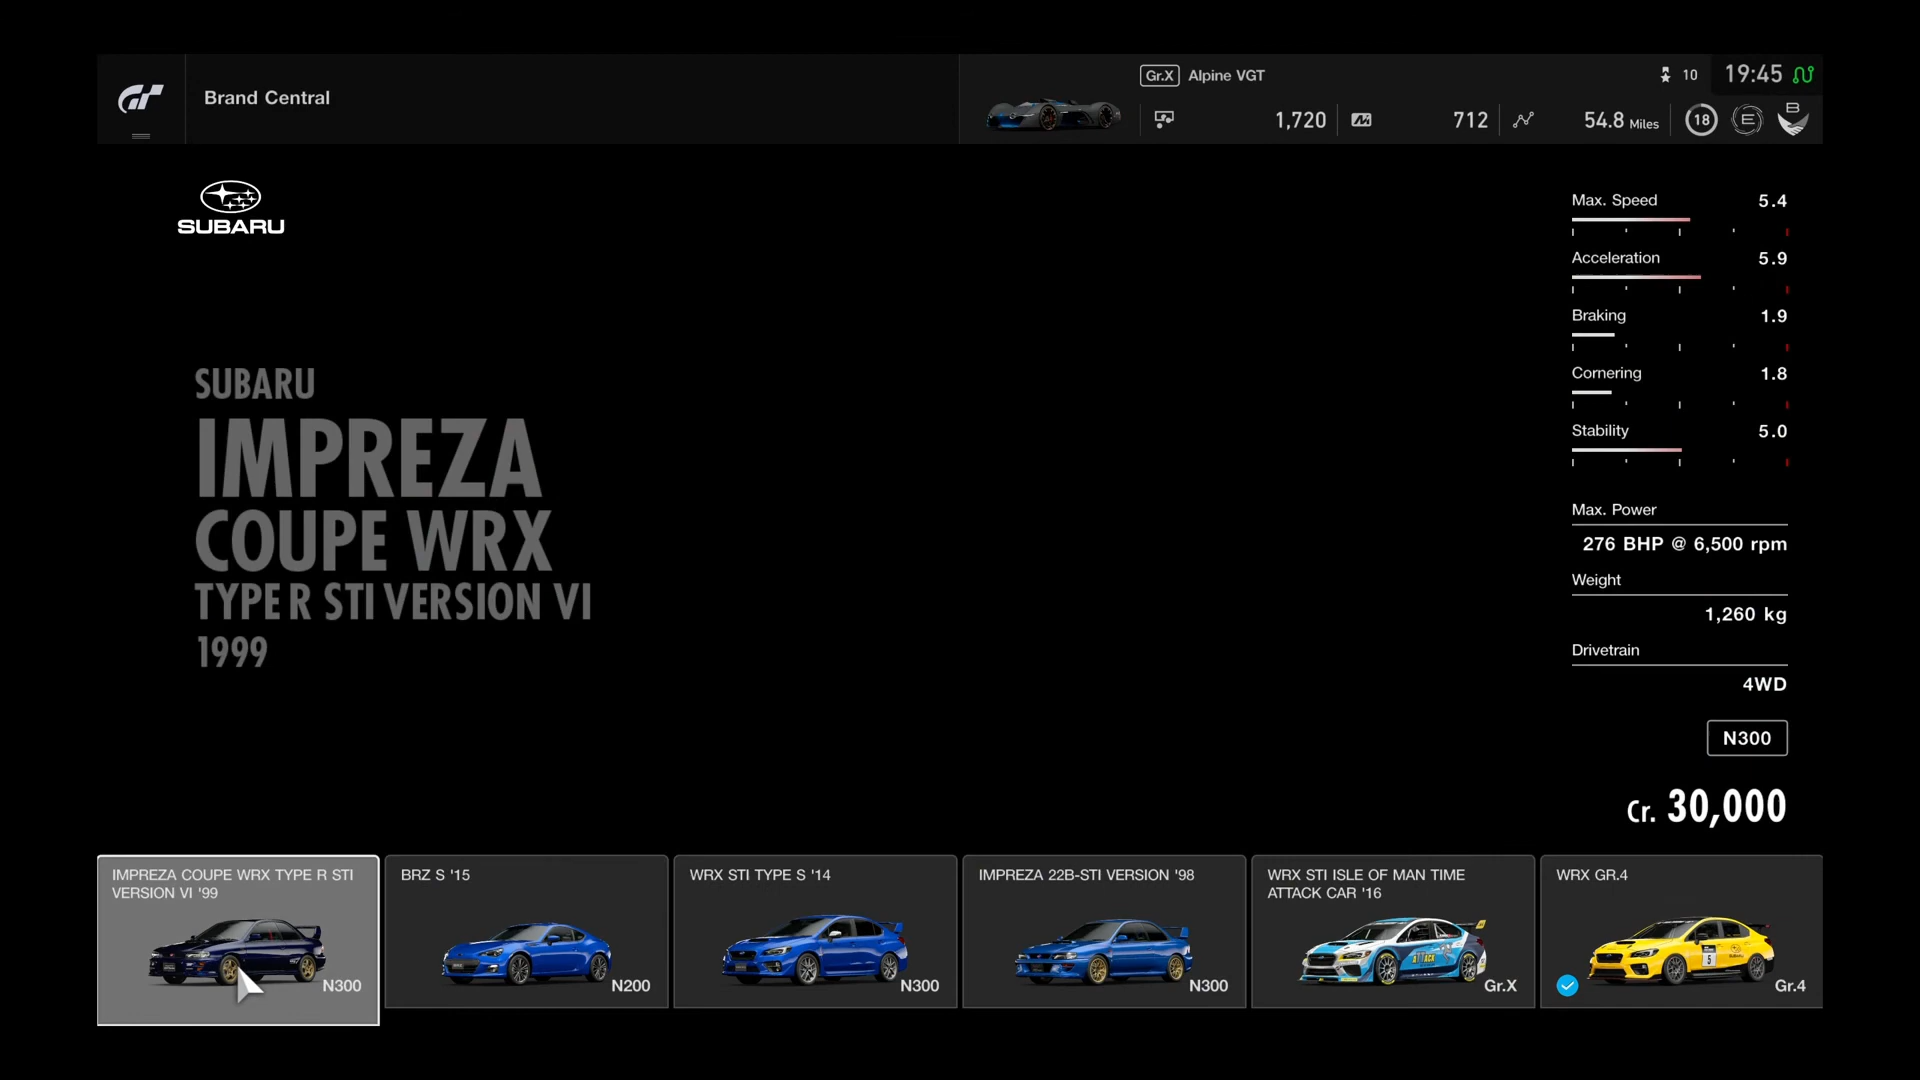 Brand Central
Gr.X Alpine VGT
10
19:45
1,720
712
54.8 Miles
18
E
B
SUBARU
Max. Speed 5.4
Acceleration 5.9
Braking 1.9
Cornering 1.8
Stability 5.0
SUBARU
IMPREZA
COUPE WRX
TYPE R STI VERSION VI
1999
Max. Power
276 BHP @ 6,500 rpm
Weight
1,260 kg
Drivetrain
4WD
N300
Cr. 30,000
IMPREZA COUPE WRX TYPE R STI
VERSION VI '99
N300
BRZ S '15
N200
WRX STI TYPE S '14
N300
IMPREZA 22B-STI VERSION '98
N300
WRX STI ISLE OF MAN TIME
ATTACK CAR '16
ATTACK
Gr.X
WRX GR.4
5
Gr.4